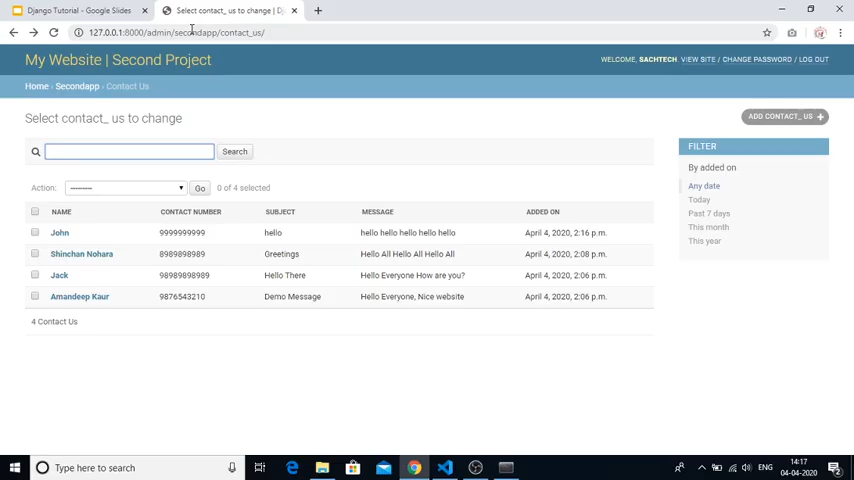 Django Tutorial - Google Slides
Select contact_ us to change | Dj
127.0.0.1:8000/admin/secondapp/contact_us/
My Website | Second Project
WELCOME, SACHTECH. VIEW SITE / CHANGE PASSWORD / LOG OUT
Home › Secondapp › Contact Us
Select contact_ us to change
ADD CONTACT_ US +
Search
FILTER
By added on
Any date
Today
Past 7 days
This month
This year
Action: --------- Go 0 of 4 selected
NAME CONTACT NUMBER SUBJECT MESSAGE ADDED ON
John 9999999999 hello hello hello hello hello hello April 4, 2020, 2:16 p.m.
Shinchan Nohara 8989898989 Greetings Hello All Hello All Hello All April 4, 2020, 2:08 p.m.
Jack 98989898989 Hello There Hello Everyone How are you? April 4, 2020, 2:06 p.m.
Amandeep Kaur 9876543210 Demo Message Hello Everyone, Nice website April 4, 2020, 2:06 p.m.
4 Contact Us
Type here to search
ENG
14:17
04-04-2020
2